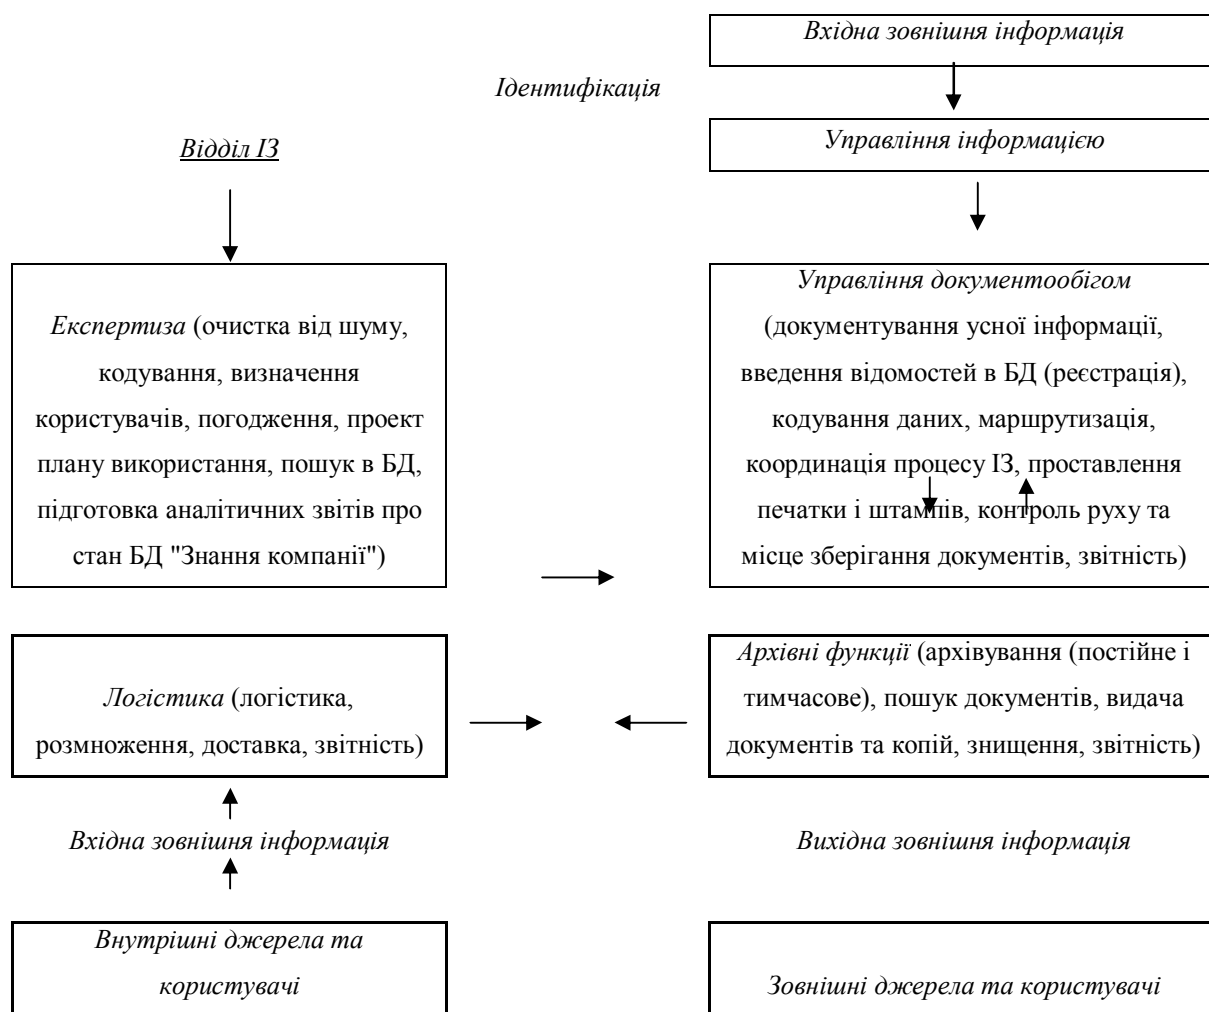 Вхідна зовнішня інформація
Ідентифікація
Управління інформацією
Відділ ІЗ
Експертиза (очистка від шуму,
кодування, визначення
користувачів, погодження, проект
плану використання, пошук в БД,
підготовка аналітичних звітів про
стан БД "Знання компанії")
Управління документообігом
(документування усної інформації,
введення відомостей в БД (реєстрація),
кодування даних, маршрутизація,
координація процесу ІЗ, проставлення
печатки і штампів, контроль руху та
місце зберігання документів, звітність)
Логістика (логістика,
розмноження, доставка, звітність)
Архівні функції (архівування (постійне і
тимчасове), пошук документів, видача
документів та копій, знищення, звітність)
Вхідна зовнішня інформація
Вихідна зовнішня інформація
Внутрішні джерела та
користувачі
Зовнішні джерела та користувачі